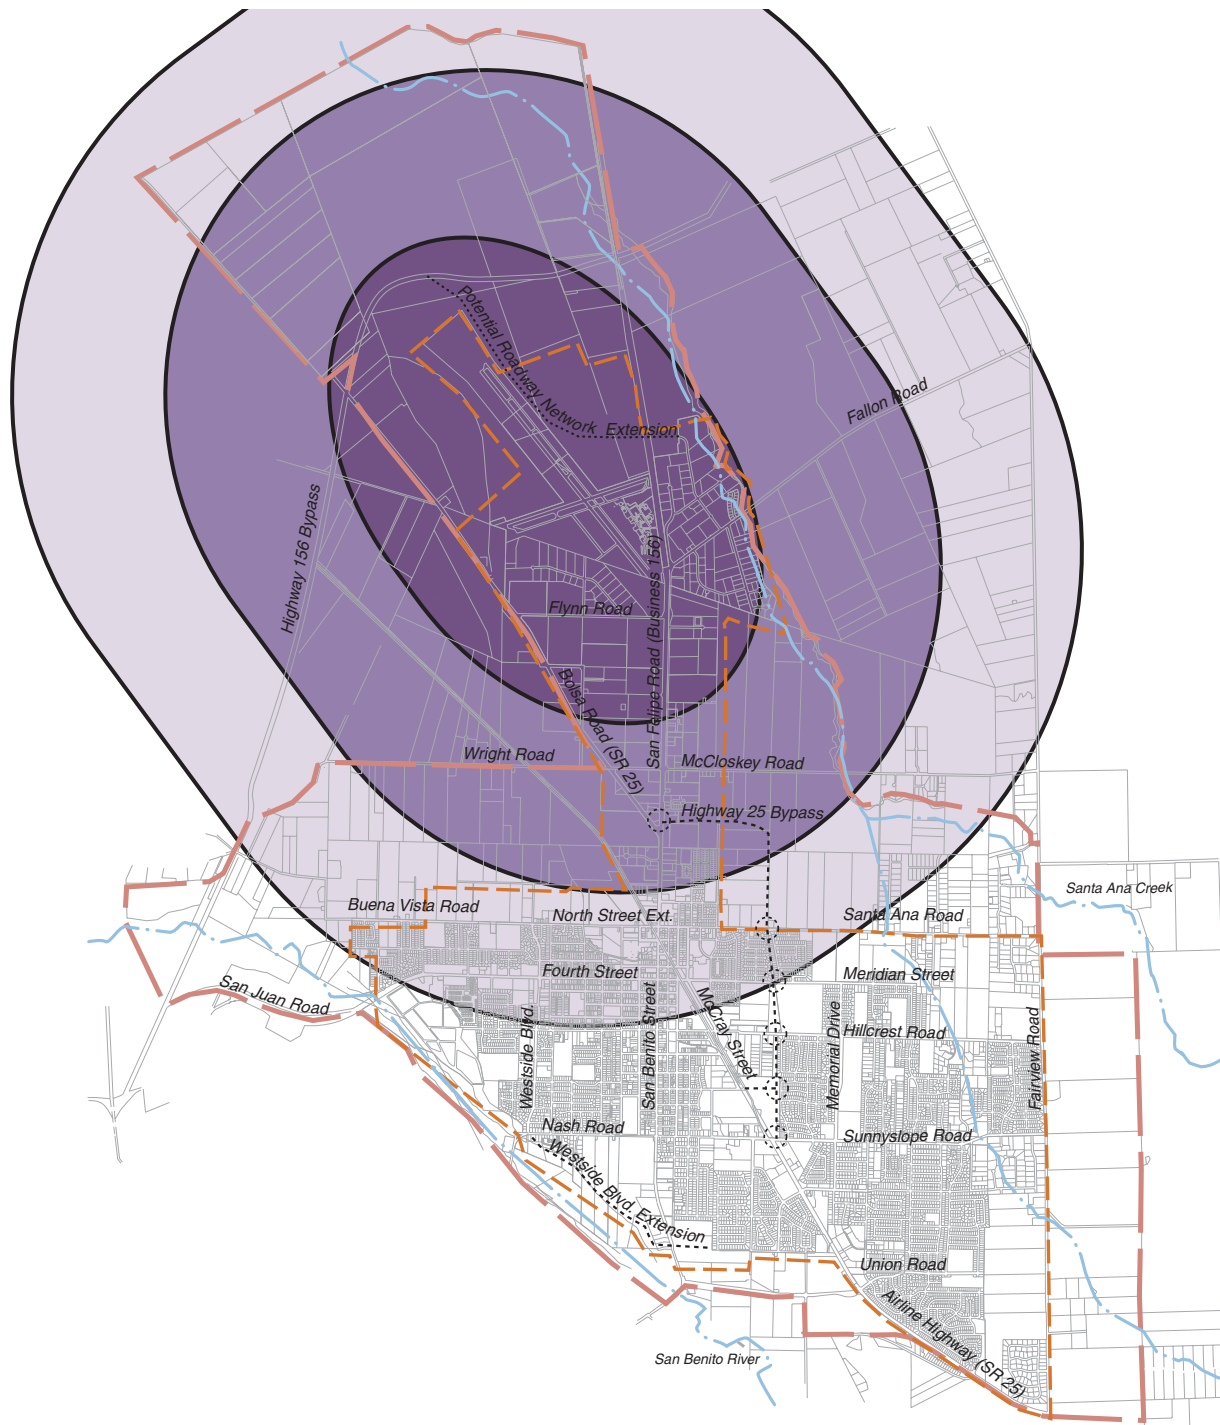 Potential Roadway Network Extension
Fallon Road
Highway 156 Bypass
San Felipe Road (Business 156)
Flynn Road
Bolsa Road (SR 25)
Wright Road
McCloskey Road
Highway 25 Bypass
Santa Ana Creek
Buena Vista Road
North Street Ext.
Santa Ana Road
Fourth Street
Meridian Street
San Juan Road
Westside Blvd.
San Benito Street
McCray Street
Memorial Drive
Hillcrest Road
Fairview Road
Nash Road
Sunnyslope Road
Westside Blvd. Extension
Union Road
Airline Highway (SR 25)
San Benito River